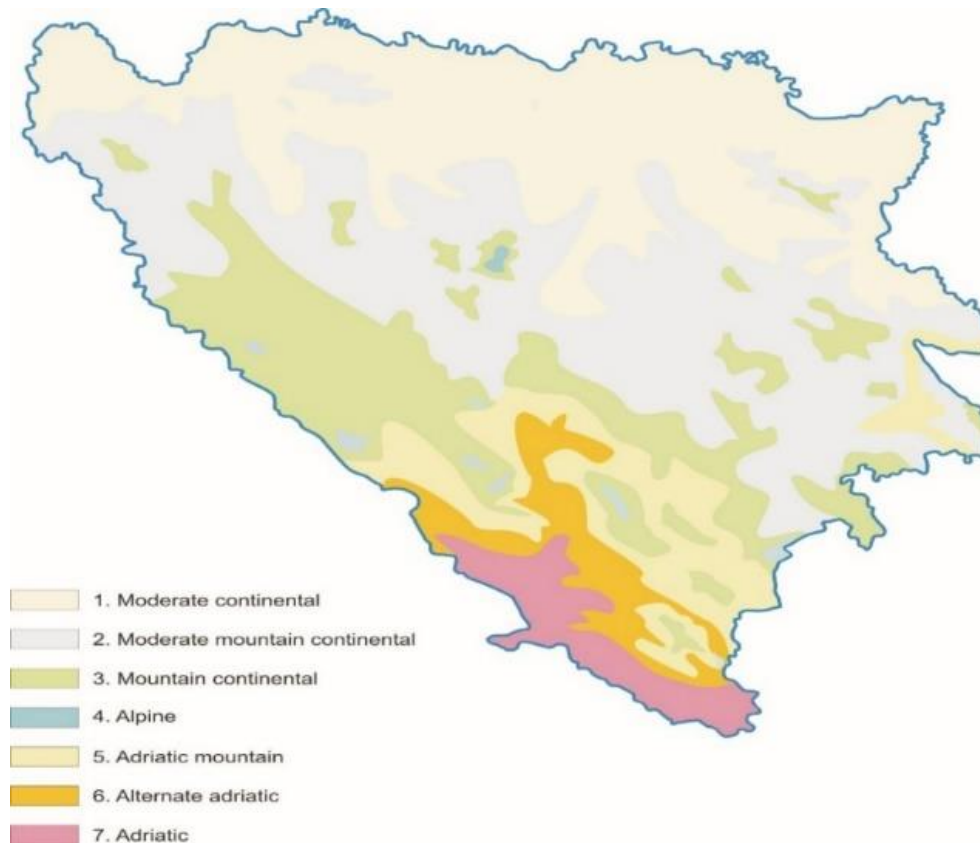 1. Moderate continental
2. Moderate mountain continental
3. Mountain continental
4. Alpine
5. Adriatic mountain
6. Alternate adriatic
7. Adriatic